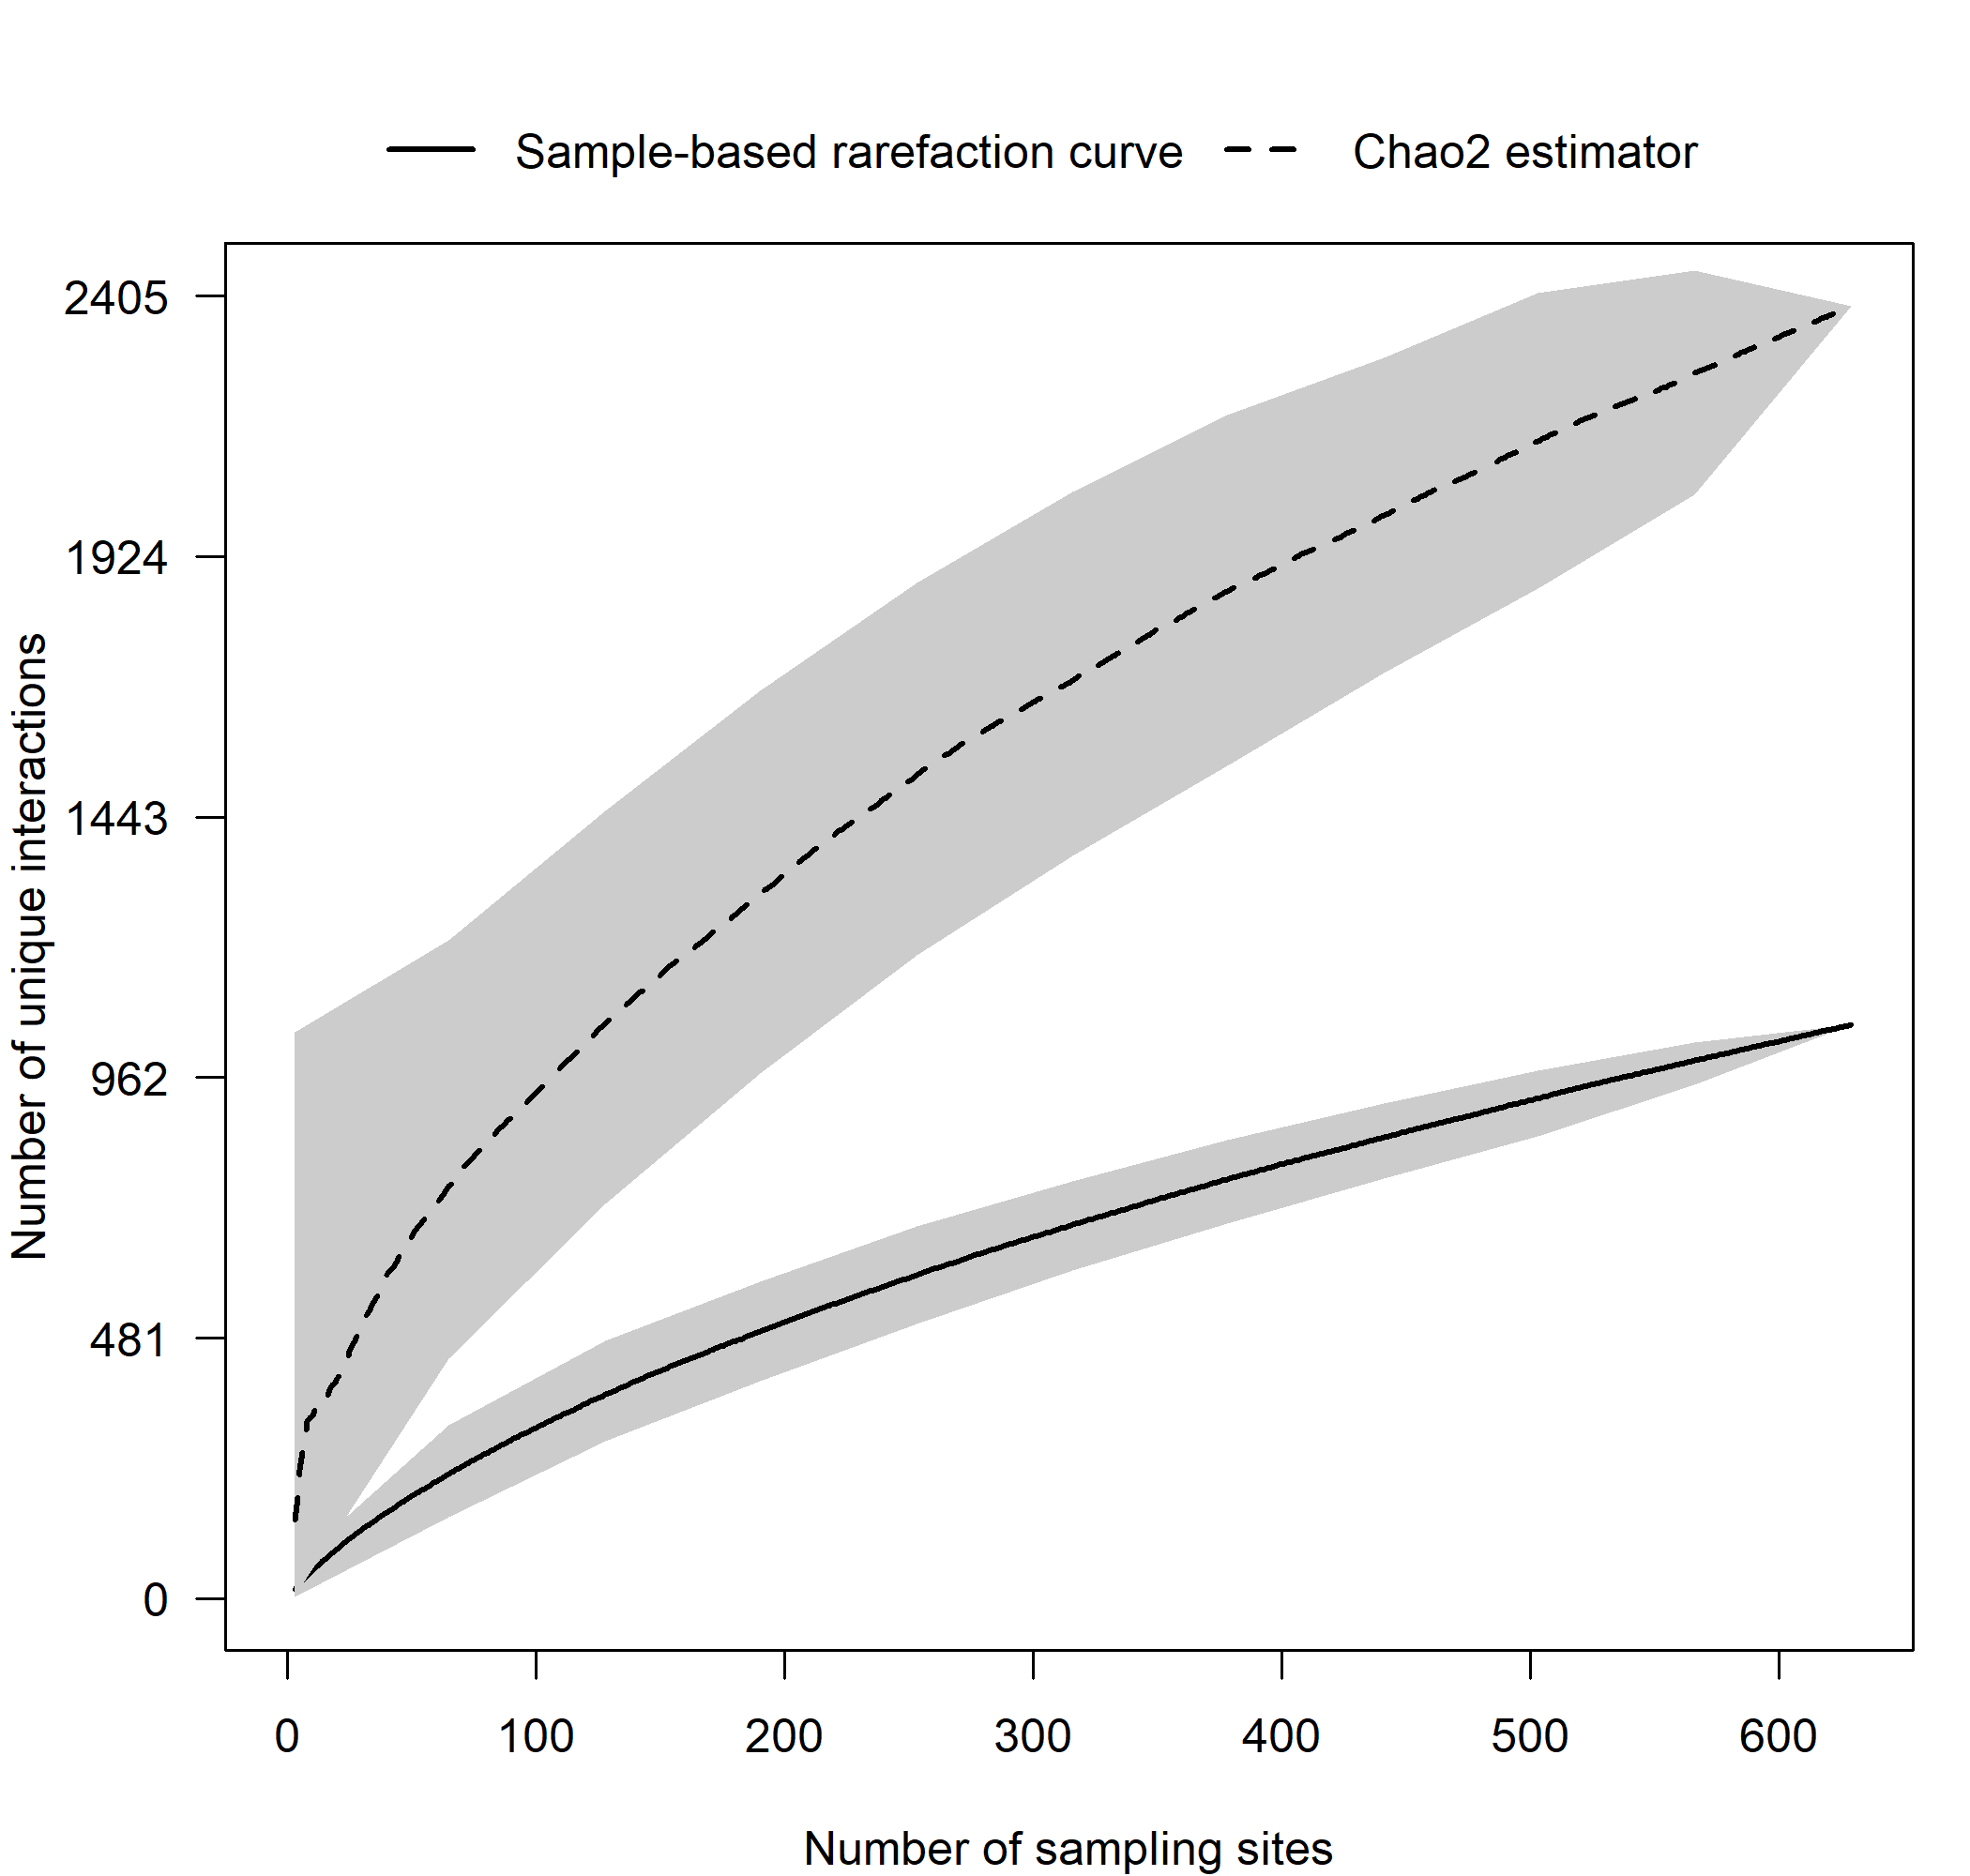 Sample-based rarefaction curve
Chao2 estimator
Number of unique interactions
2405
1924
1443
962
481
0
0 100 200 300 400 500 600
Number of sampling sites